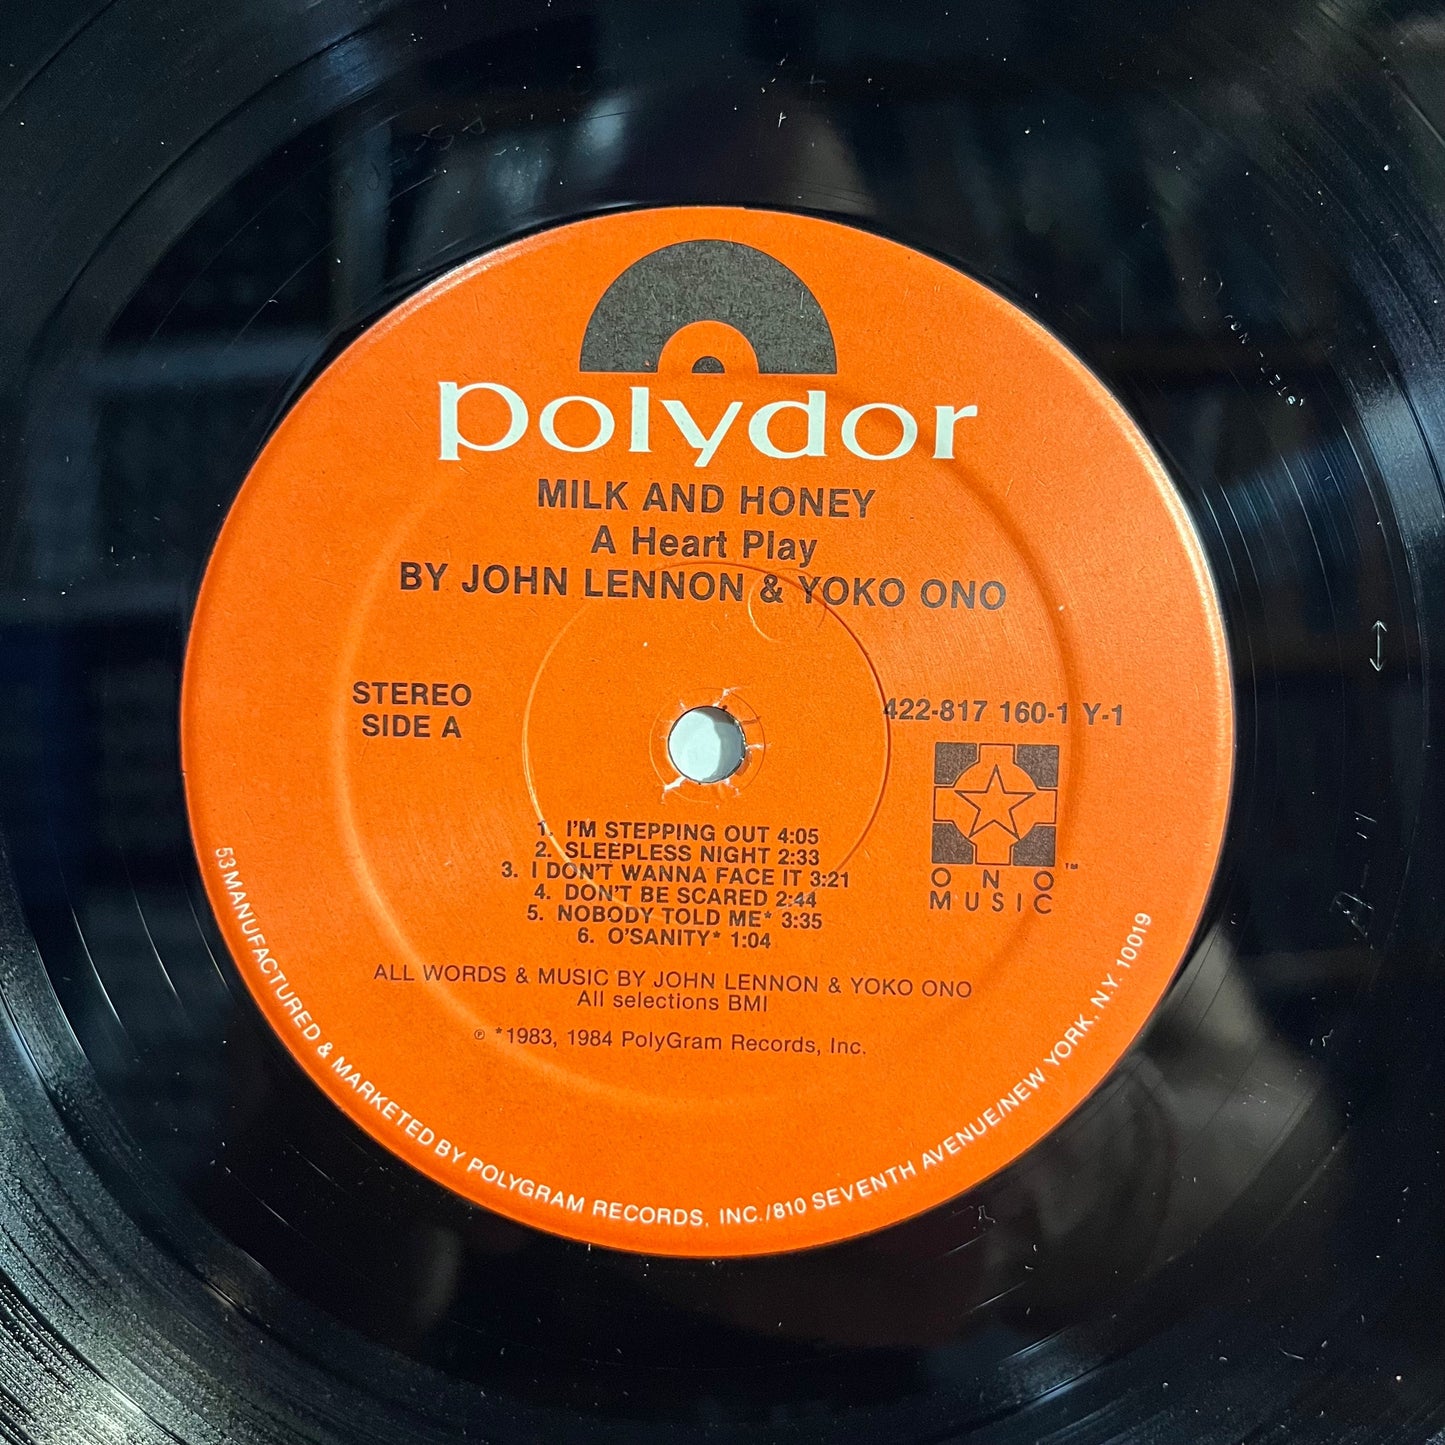 polydor
MILK AND HONEY
A Heart Play
BY JOHN LENNON & YOKO ONO
STEREO
SIDE A
422-817 160-1 Y-1
ONO
MUSIC
™
1. I'M STEPPING OUT 4:05
2. SLEEPLESS NIGHT 2:33
3. I DON'T WANNA FACE IT 3:21
4. DON'T BE SCARED 2:44
5. NOBODY TOLD ME* 3:35
6. O'SANITY* 1:04
ALL WORDS & MUSIC BY JOHN LENNON & YOKO ONO
All selections BMI
℗ *1983, 1984 PolyGram Records, Inc.
53 MANUFACTURED & MARKETED BY POLYGRAM RECORDS, INC./810 SEVENTH AVENUE/NEW YORK, N.Y. 10019